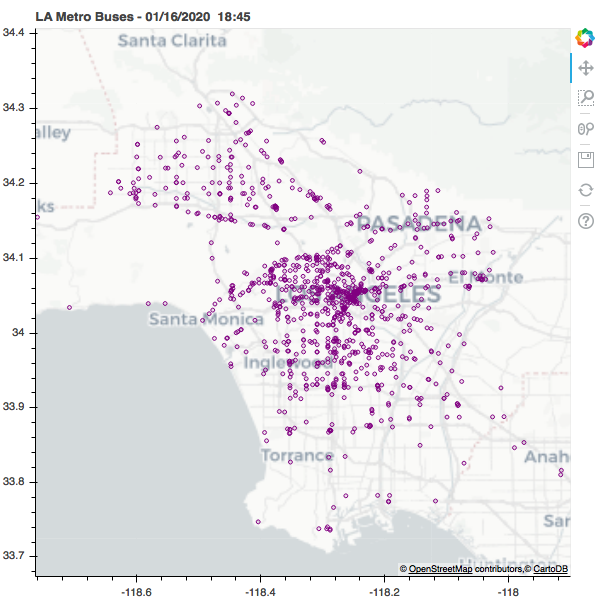 LA Metro Buses - 01/16/2020 18:45
34.4
Santa Clarita
34.3
alley
34.2
ks
PASADENA
34.1
El Monte
LOS ANGELES
Santa Monica
34
Inglewood
33.9
Torrance
Anah
33.8
Sar
33.7
Huntington
© OpenStreetMap contributors,© CartoDB
-118.6
-118.4
-118.2
-118